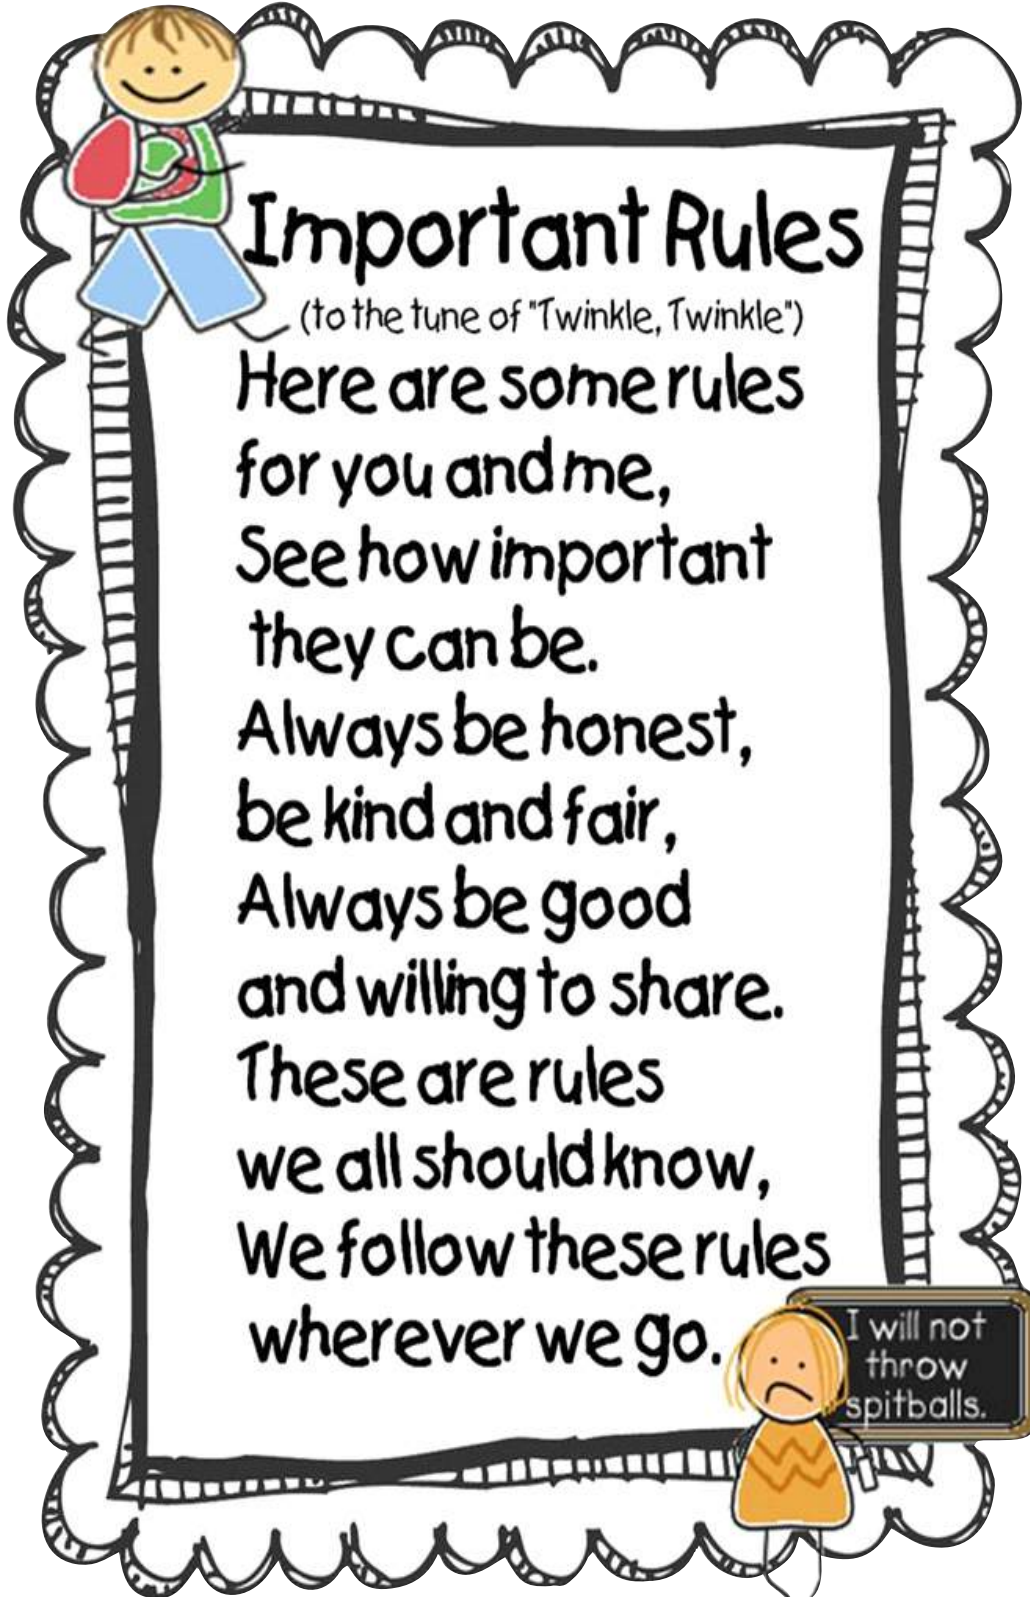 Important Rules
(to the tune of "Twinkle, Twinkle")
Here are some rules
for you and me,
See how important
they can be.
Always be honest,
be kind and fair,
Always be good
and willing to share.
These are rules
we all should know,
We follow these rules
wherever we go.
I will not
throw
spitballs.